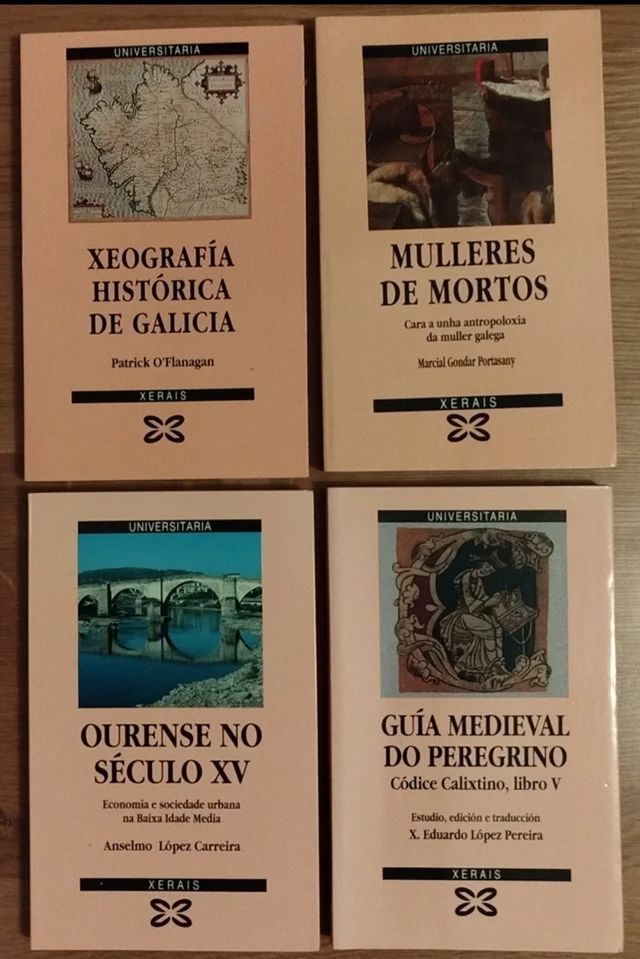 UNIVERSITARIA
XEOGRAFÍA
HISTÓRICA
DE GALICIA
Patrick O'Flanagan
XERAIS
UNIVERSITARIA
MULLERES
DE MORTOS
Cara a unha antropoloxía
da muller galega
Marcial Gondar Portasany
XERAIS
UNIVERSITARIA
OURENSE NO
SÉCULO XV
Economía e sociedade urbana
na Baixa Idade Media
Anselmo López Carreira
XERAIS
UNIVERSITARIA
GUÍA MEDIEVAL
DO PEREGRINO
Códice Calixtino, libro V
Estudio, edición e traducción
X. Eduardo López Pereira
XERAIS